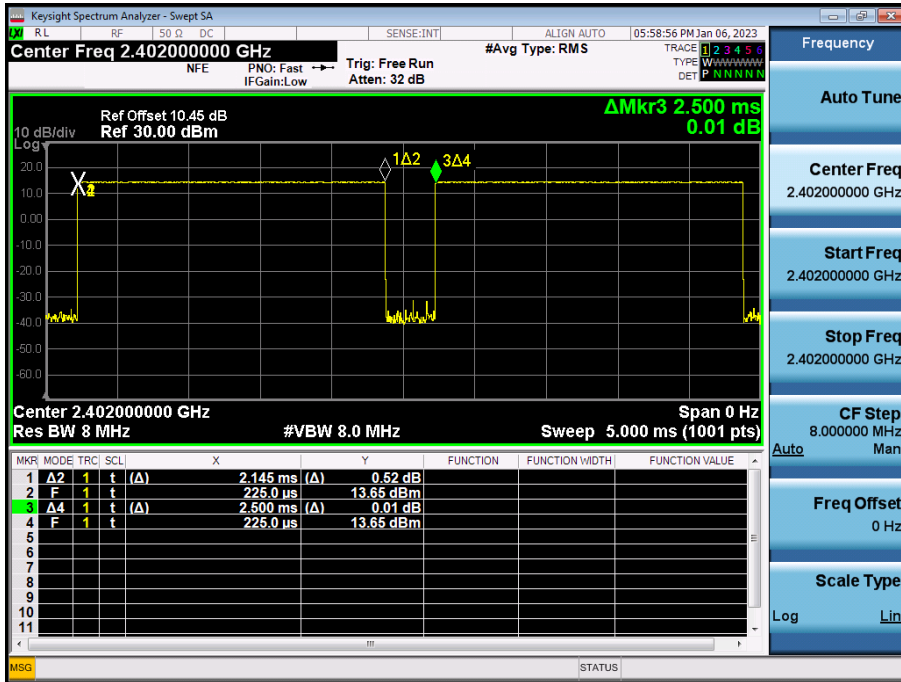 Keysight Spectrum Analyzer - Swept SA
LXI RL RF 50 Ω DC SENSE:INT ALIGN AUTO 05:58:56 PM Jan 06, 2023
Center Freq 2.402000000 GHz
NFE PNO: Fast IFGain:Low
Trig: Free Run
Atten: 32 dB
#Avg Type: RMS
TRACE 1 2 3 4 5 6
TYPE WWWWWW
DET P N N N N N
Ref Offset 10.45 dB
Ref 30.00 dBm
10 dB/div
Log
ΔMkr3 2.500 ms
0.01 dB
20.0
10.0
0.00
-10.0
-20.0
-30.0
-40.0
-50.0
-60.0
1Δ2
3Δ4
2
Center 2.402000000 GHz Span 0 Hz
Res BW 8 MHz #VBW 8.0 MHz Sweep 5.000 ms (1001 pts)
MKR MODE TRC SCL X Y FUNCTION FUNCTION WIDTH FUNCTION VALUE
1 Δ2 1 t (Δ) 2.145 ms (Δ) 0.52 dB
2 F 1 t 225.0 µs 13.65 dBm
3 Δ4 1 t (Δ) 2.500 ms (Δ) 0.01 dB
4 F 1 t 225.0 µs 13.65 dBm
5
6
7
8
9
10
11
MSG STATUS
Frequency
Auto Tune
Center Freq
2.402000000 GHz
Start Freq
2.402000000 GHz
Stop Freq
2.402000000 GHz
CF Step
8.000000 MHz
Auto Man
Freq Offset
0 Hz
Scale Type
Log Lin